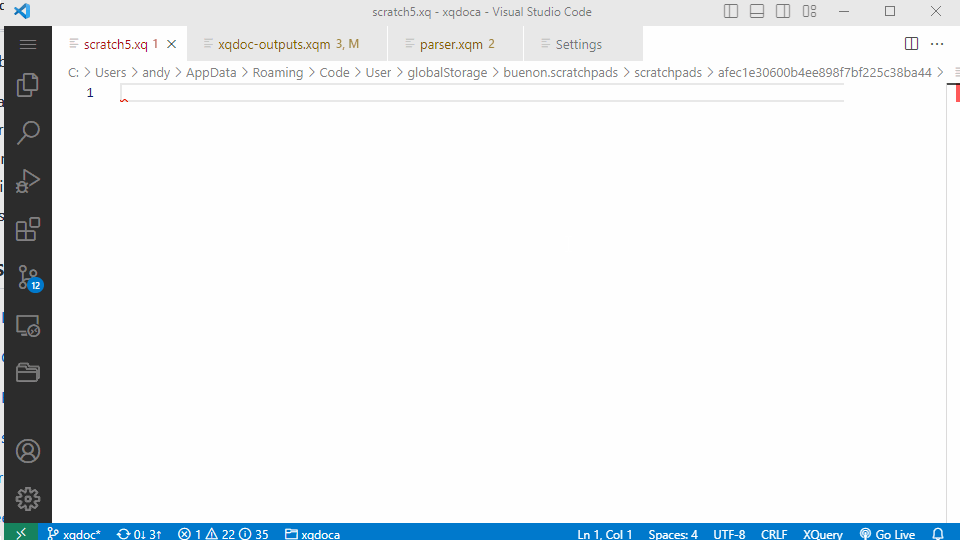 scratch5.xq - xqdoca - Visual Studio Code
scratch5.xq 1 xqdoc-outputs.xqm 3, M parser.xqm 2 Settings
C: > Users > andy > AppData > Roaming > Code > User > globalStorage > buenon.scratchpads > scratchpads > afec1e30600b4ee898f7bf225c38ba44 >
1
12
xqdoc* 0↓ 3↑ 1 22 35 xqdoca Ln 1, Col 1 Spaces: 4 UTF-8 CRLF XQuery Go Live